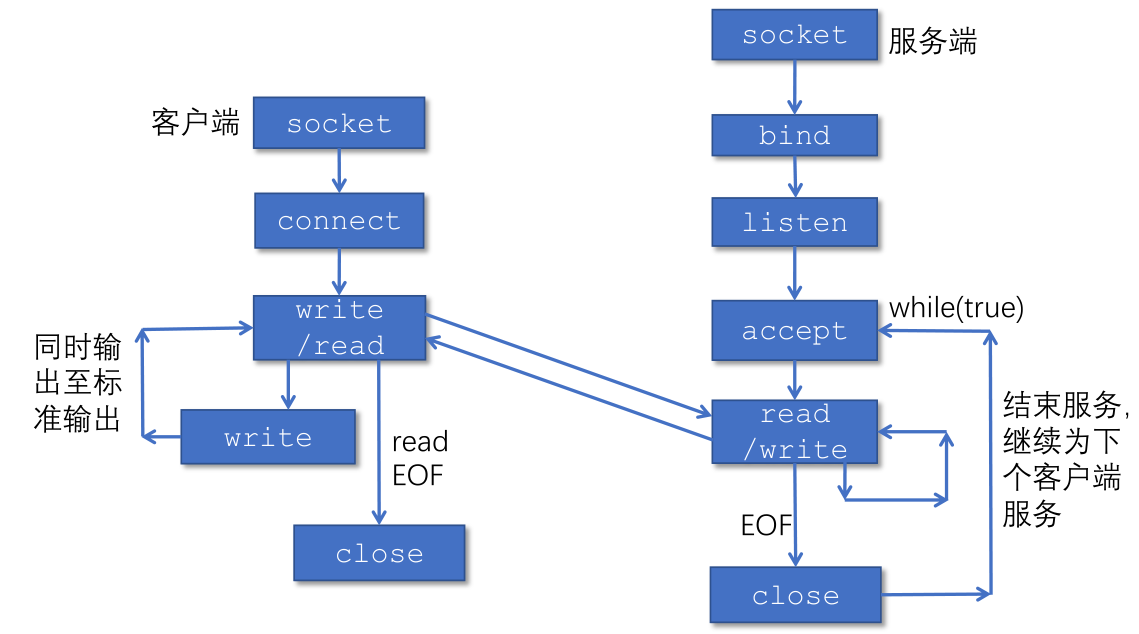 客户端
socket
connect
write
/read
同时输
出至标
准输出
write
read
EOF
close
socket
服务端
bind
listen
while(true)
accept
read
/write
结束服务,
继续为下
个客户端
服务
EOF
close